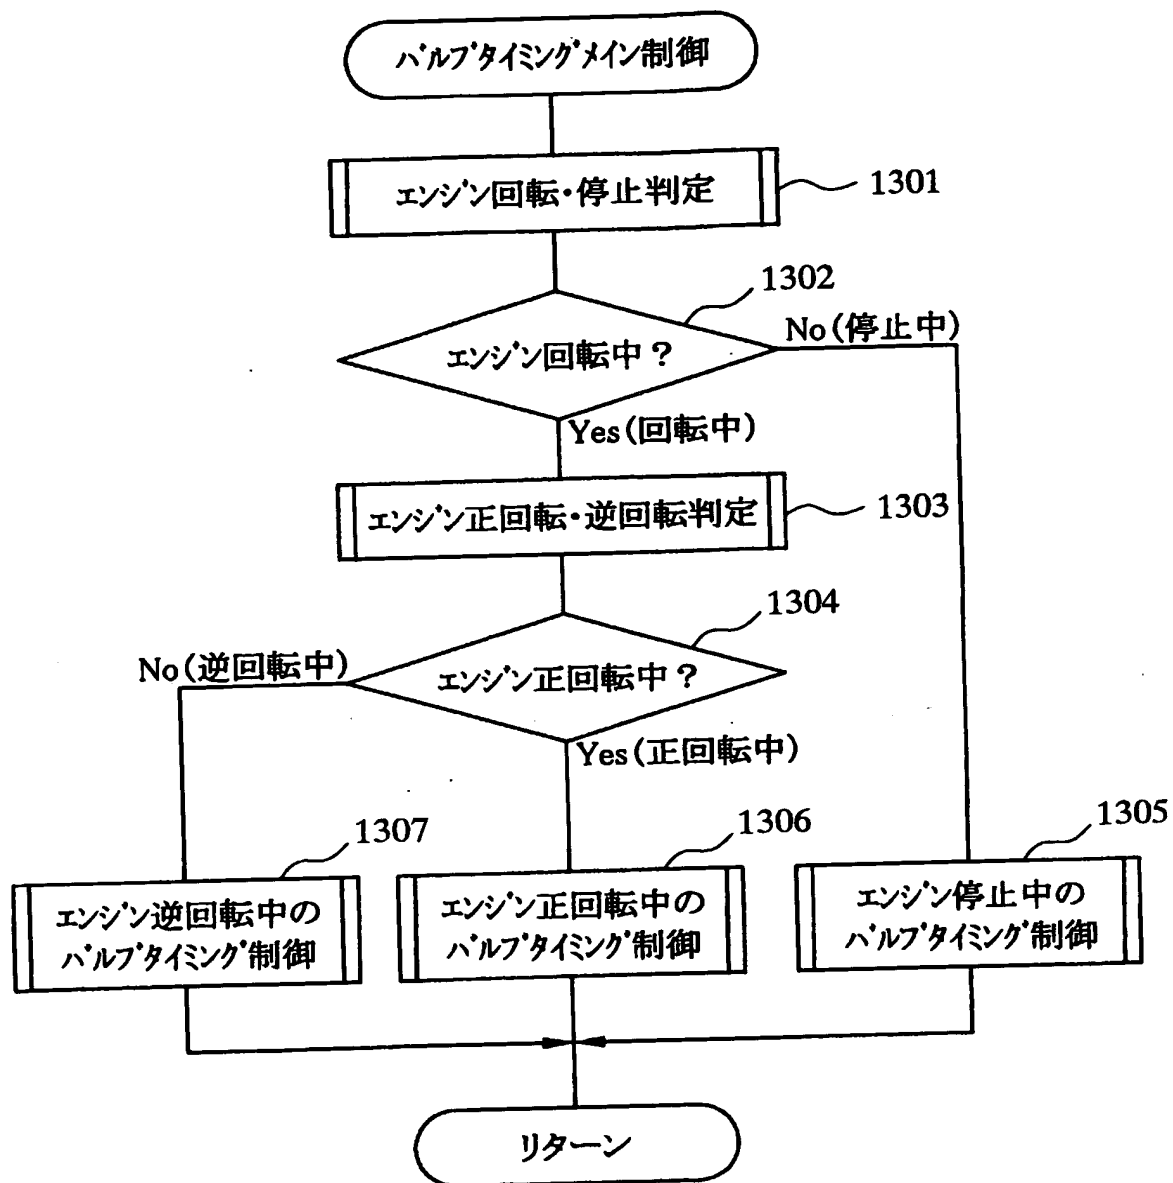 バルブタイミングメイン制御
エンジン回転・停止判定
1301
1302
エンジン回転中？
No(停止中)
Yes(回転中)
エンジン正回転・逆回転判定
1303
1304
No(逆回転中)
エンジン正回転中？
Yes(正回転中)
1307
1306
1305
エンジン逆回転中の
バルブタイミング制御
エンジン正回転中の
バルブタイミング制御
エンジン停止中の
バルブタイミング制御
リターン